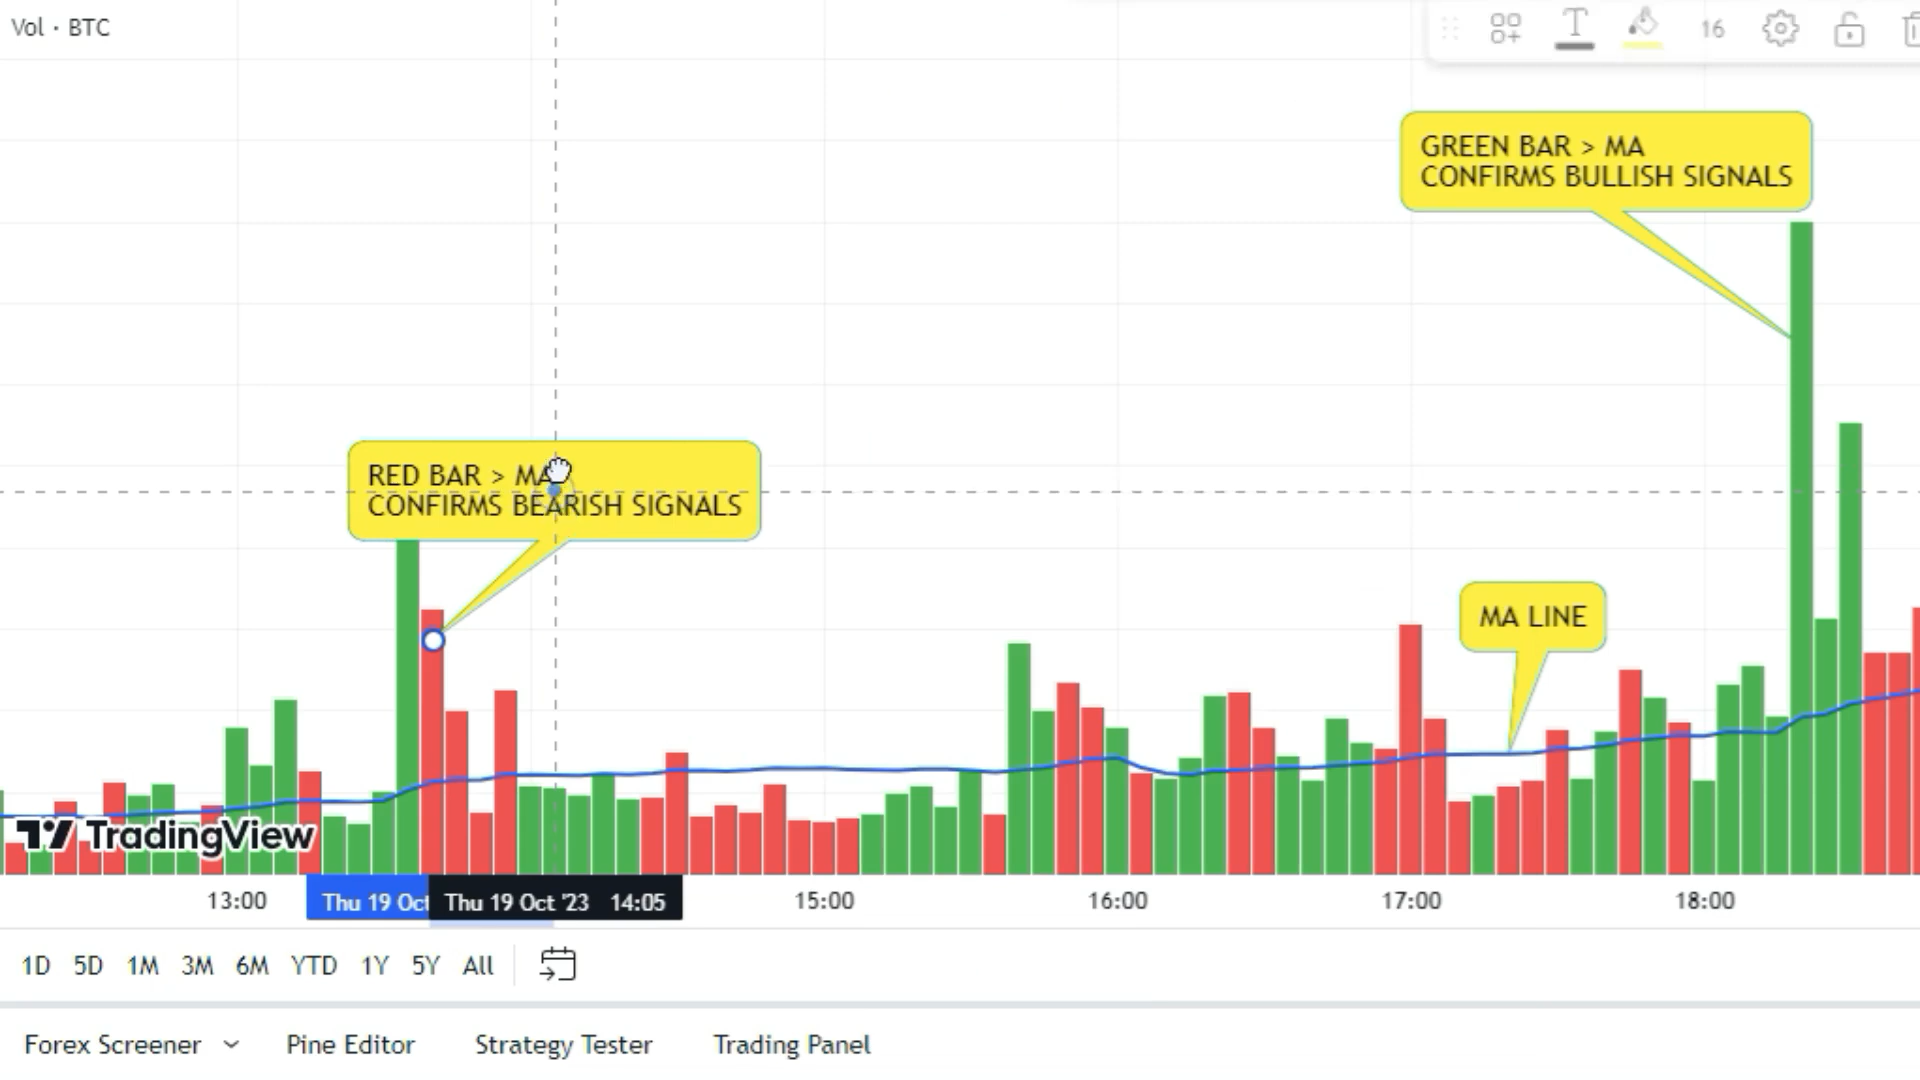 Vol · BTC
16
GREEN BAR > MA
CONFIRMS BULLISH SIGNALS
RED BAR > MA
CONFIRMS BEARISH SIGNALS
MA LINE
TradingView
13:00
Thu 19 Oct
Thu 19 Oct '23 14:05
15:00
16:00
17:00
18:00
1D 5D 1M 3M 6M YTD 1Y 5Y All
Forex Screener Pine Editor Strategy Tester Trading Panel